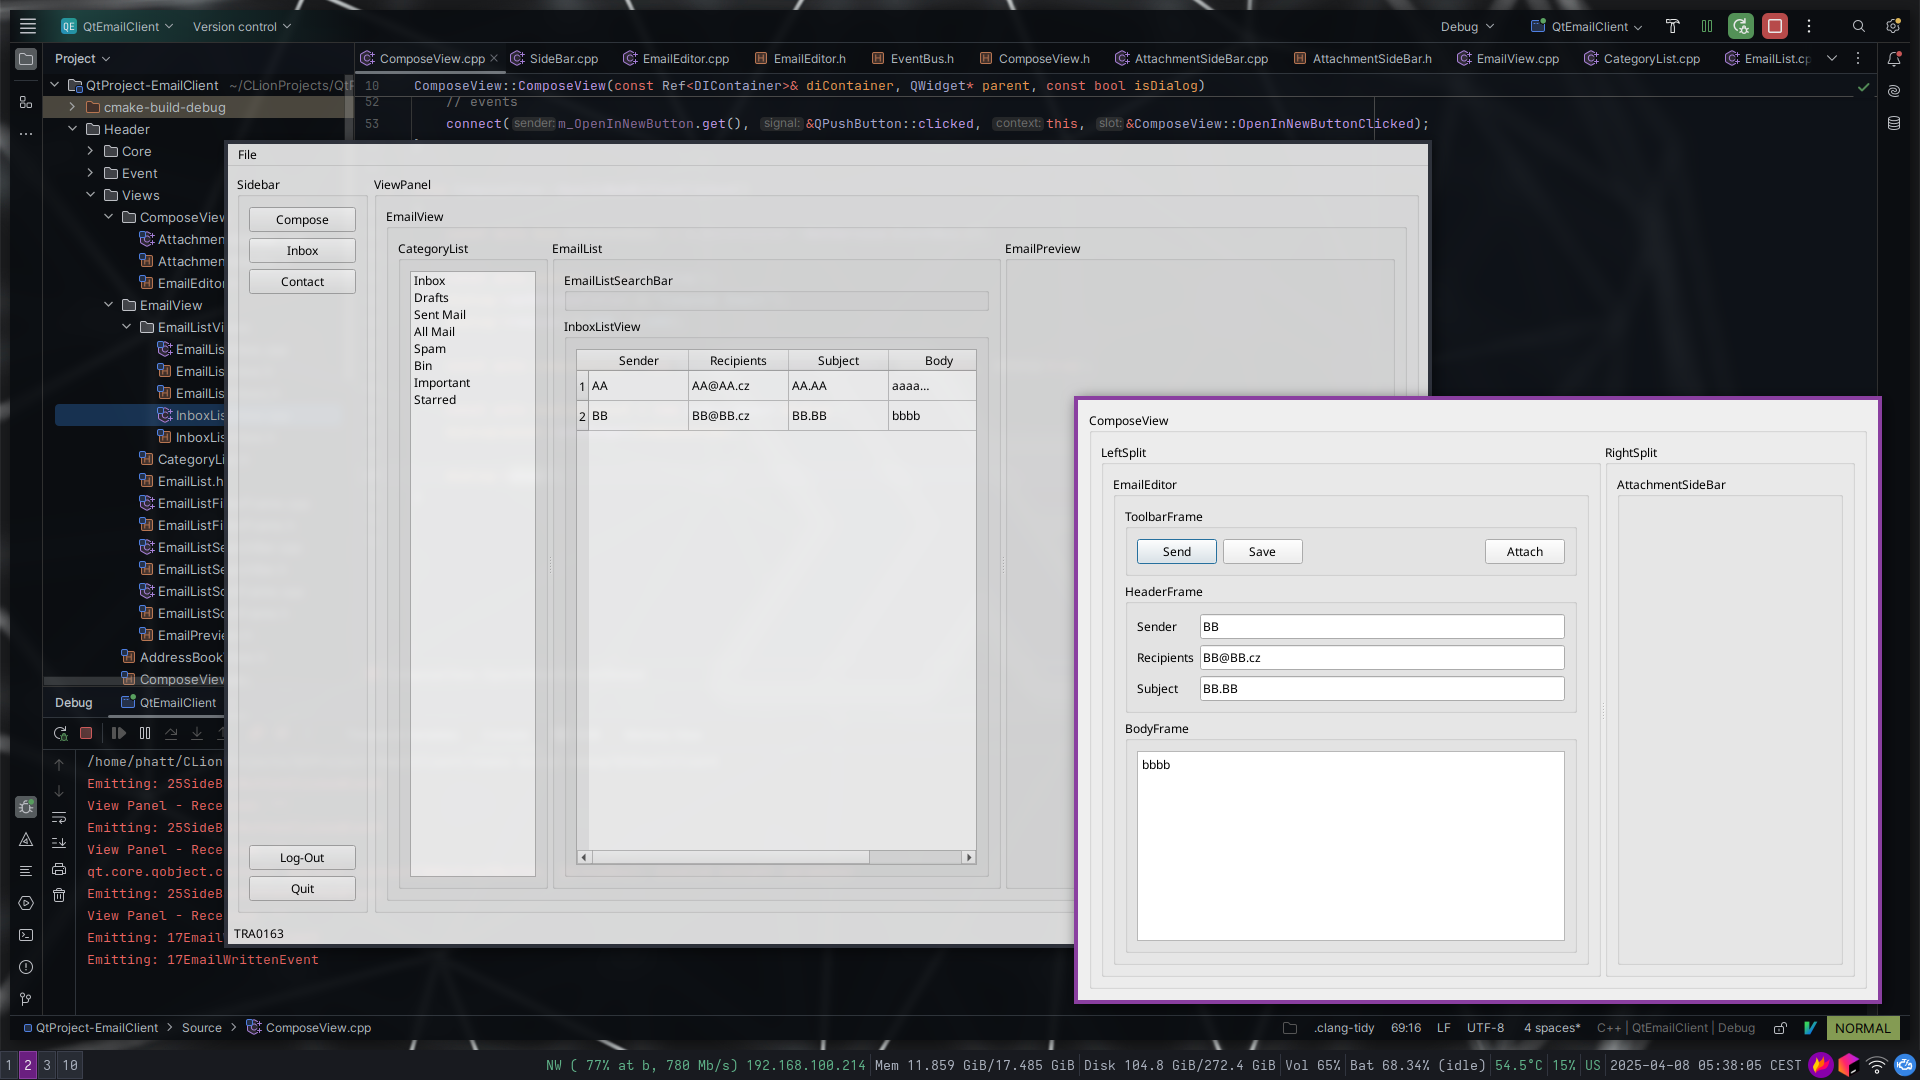 QE QtEmailClient Version control Debug QtEmailClient
Project
ComposeView.cpp SideBar.cpp EmailEditor.cpp EmailEditor.h EventBus.h ComposeView.h AttachmentSideBar.cpp AttachmentSideBar.h EmailView.cpp CategoryList.cpp EmailList.cp
QtProject-EmailClient ~/CLionProjects/QtP
cmake-build-debug
Header
Core
Event
Views
ComposeView
Attachmen
Attachmen
EmailEditor
EmailView
EmailListVi
EmailLis
EmailLis
EmailLis
InboxLis
InboxLis
CategoryLi
EmailList.h
EmailListFi
EmailListFi
EmailListSe
EmailListSe
EmailListSo
EmailListSo
EmailPrevie
AddressBook
ComposeView
10 ComposeView::ComposeView(const Ref<DIContainer>& diContainer, QWidget* parent, const bool isDialog)
52 // events
53 connect(sender: m_OpenInNewButton.get(), signal: &QPushButton::clicked, context: this, slot: &ComposeView::OpenInNewButtonClicked);
File
Sidebar
Compose
Inbox
Contact
Log-Out
Quit
TRA0163
ViewPanel
EmailView
CategoryList
Inbox
Drafts
Sent Mail
All Mail
Spam
Bin
Important
Starred
EmailList
EmailListSearchBar
InboxListView
Sender Recipients Subject Body
1 AA AA@AA.cz AA.AA aaaa...
2 BB BB@BB.cz BB.BB bbbb
EmailPreview
ComposeView
LeftSplit
EmailEditor
ToolbarFrame
Send Save Attach
HeaderFrame
Sender BB
Recipients BB@BB.cz
Subject BB.BB
BodyFrame
bbbb
RightSplit
AttachmentSideBar
Debug QtEmailClient
/home/phatt/CLion
Emitting: 25SideB
View Panel - Rece
Emitting: 25SideB
View Panel - Rece
qt.core.qobject.c
Emitting: 25SideB
View Panel - Rece
Emitting: 17Email
Emitting: 17EmailWrittenEvent
QtProject-EmailClient > Source > ComposeView.cpp .clang-tidy 69:16 LF UTF-8 4 spaces* C++ | QtEmailClient | Debug NORMAL
1 2 3 10 NW ( 77% at b, 780 Mb/s) 192.168.100.214 Mem 11.859 GiB/17.485 GiB Disk 104.8 GiB/272.4 GiB Vol 65% Bat 68.34% (idle) 54.5°C 15% US 2025-04-08 05:38:05 CEST